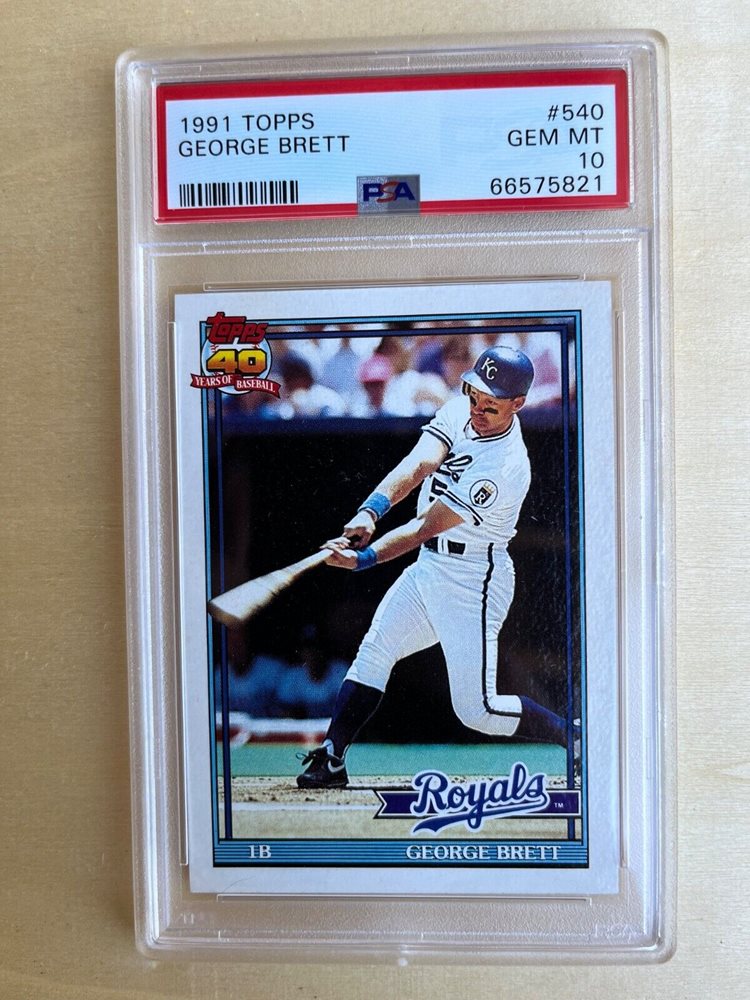 1991 TOPPS
#540
GEORGE BRETT
GEM MT
10
66575821
PSA
Topps
40
YEARS OF BASEBALL
KC
R
Royals
TM
1B
GEORGE BRETT